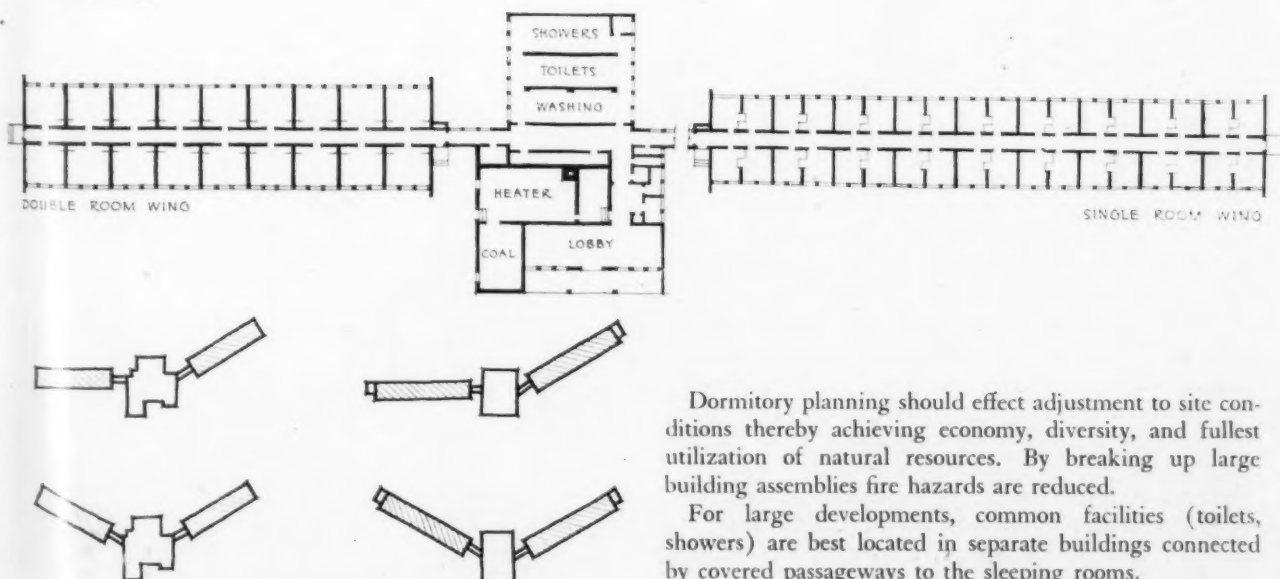 SHOWERS
TOILETS
WASHING
HEATER
COAL
LOBBY
DOUBLE ROOM WING
SINGLE ROOM WING
Dormitory planning should effect adjustment to site con-
ditions thereby achieving economy, diversity, and fullest
utilization of natural resources. By breaking up large
building assemblies fire hazards are reduced.
For large developments, common facilities (toilets,
showers) are best located in separate buildings connected
by covered passageways to the sleeping rooms.